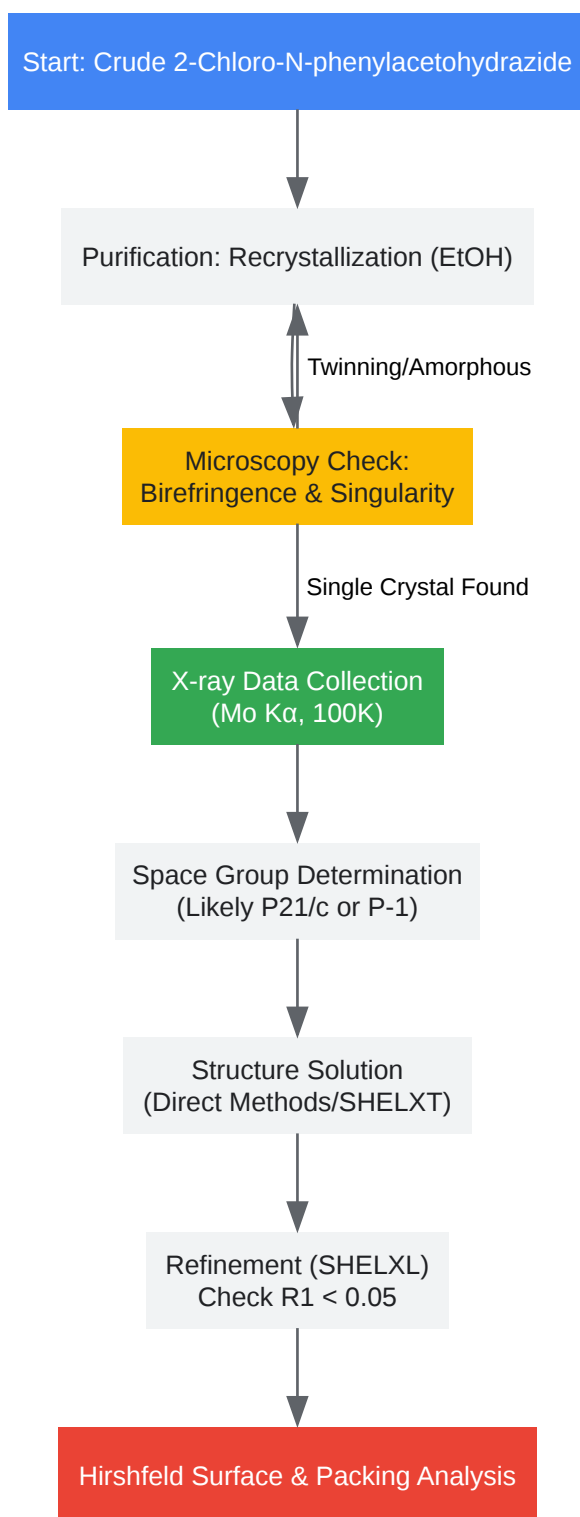 Start: Crude 2-Chloro-N-phenylacetohydrazide
Purification: Recrystallization (EtOH)
Twinning/Amorphous
Microscopy Check:
Birefringence & Singularity
Single Crystal Found
X-ray Data Collection
(Mo Kα, 100K)
Space Group Determination
(Likely P21/c or P-1)
Structure Solution
(Direct Methods/SHELXT)
Refinement (SHELXL)
Check R1 < 0.05
Hirshfeld Surface & Packing Analysis